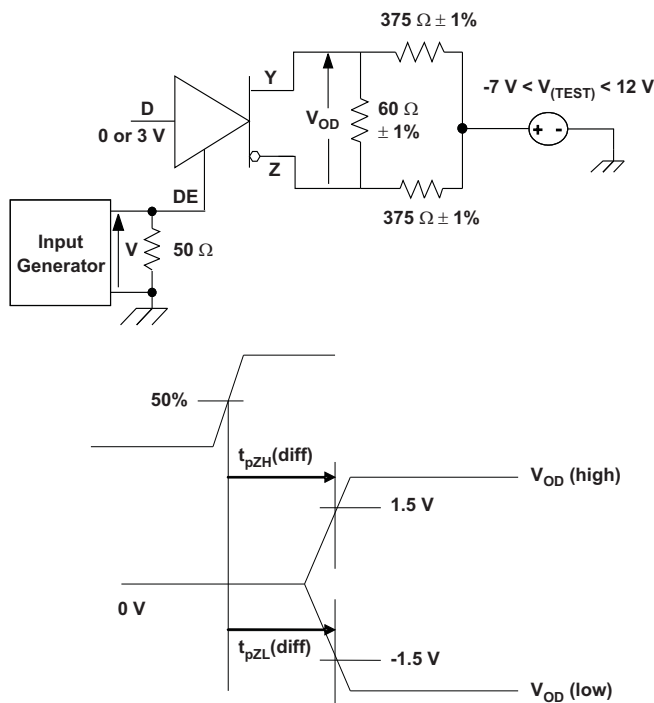 375 Ω ± 1%
Y
-7 V < V(TEST) < 12 V
D
0 or 3 V
VOD
60 Ω
± 1%
+ -
Z
DE
375 Ω ± 1%
Input
Generator
V
50 Ω
50%
tpZH(diff)
VOD (high)
1.5 V
0 V
tpZL(diff)
-1.5 V
VOD (low)